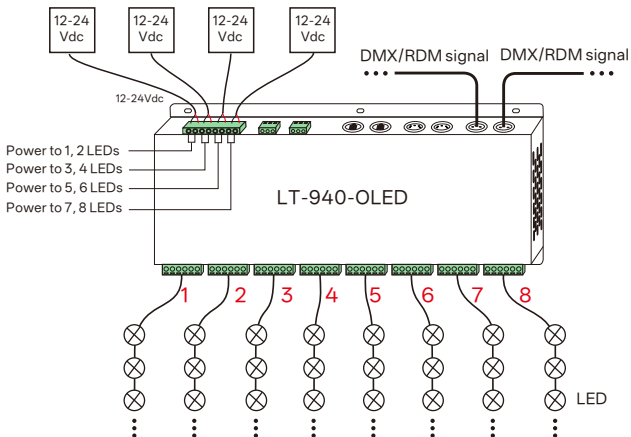 12-24
Vdc
12-24
Vdc
12-24
Vdc
12-24
Vdc
DMX/RDM signal
DMX/RDM signal
12-24Vdc
Power to 1, 2 LEDs
Power to 3, 4 LEDs
Power to 5, 6 LEDs
Power to 7, 8 LEDs
LT-940-OLED
1 2 3 4 5 6 7 8
LED